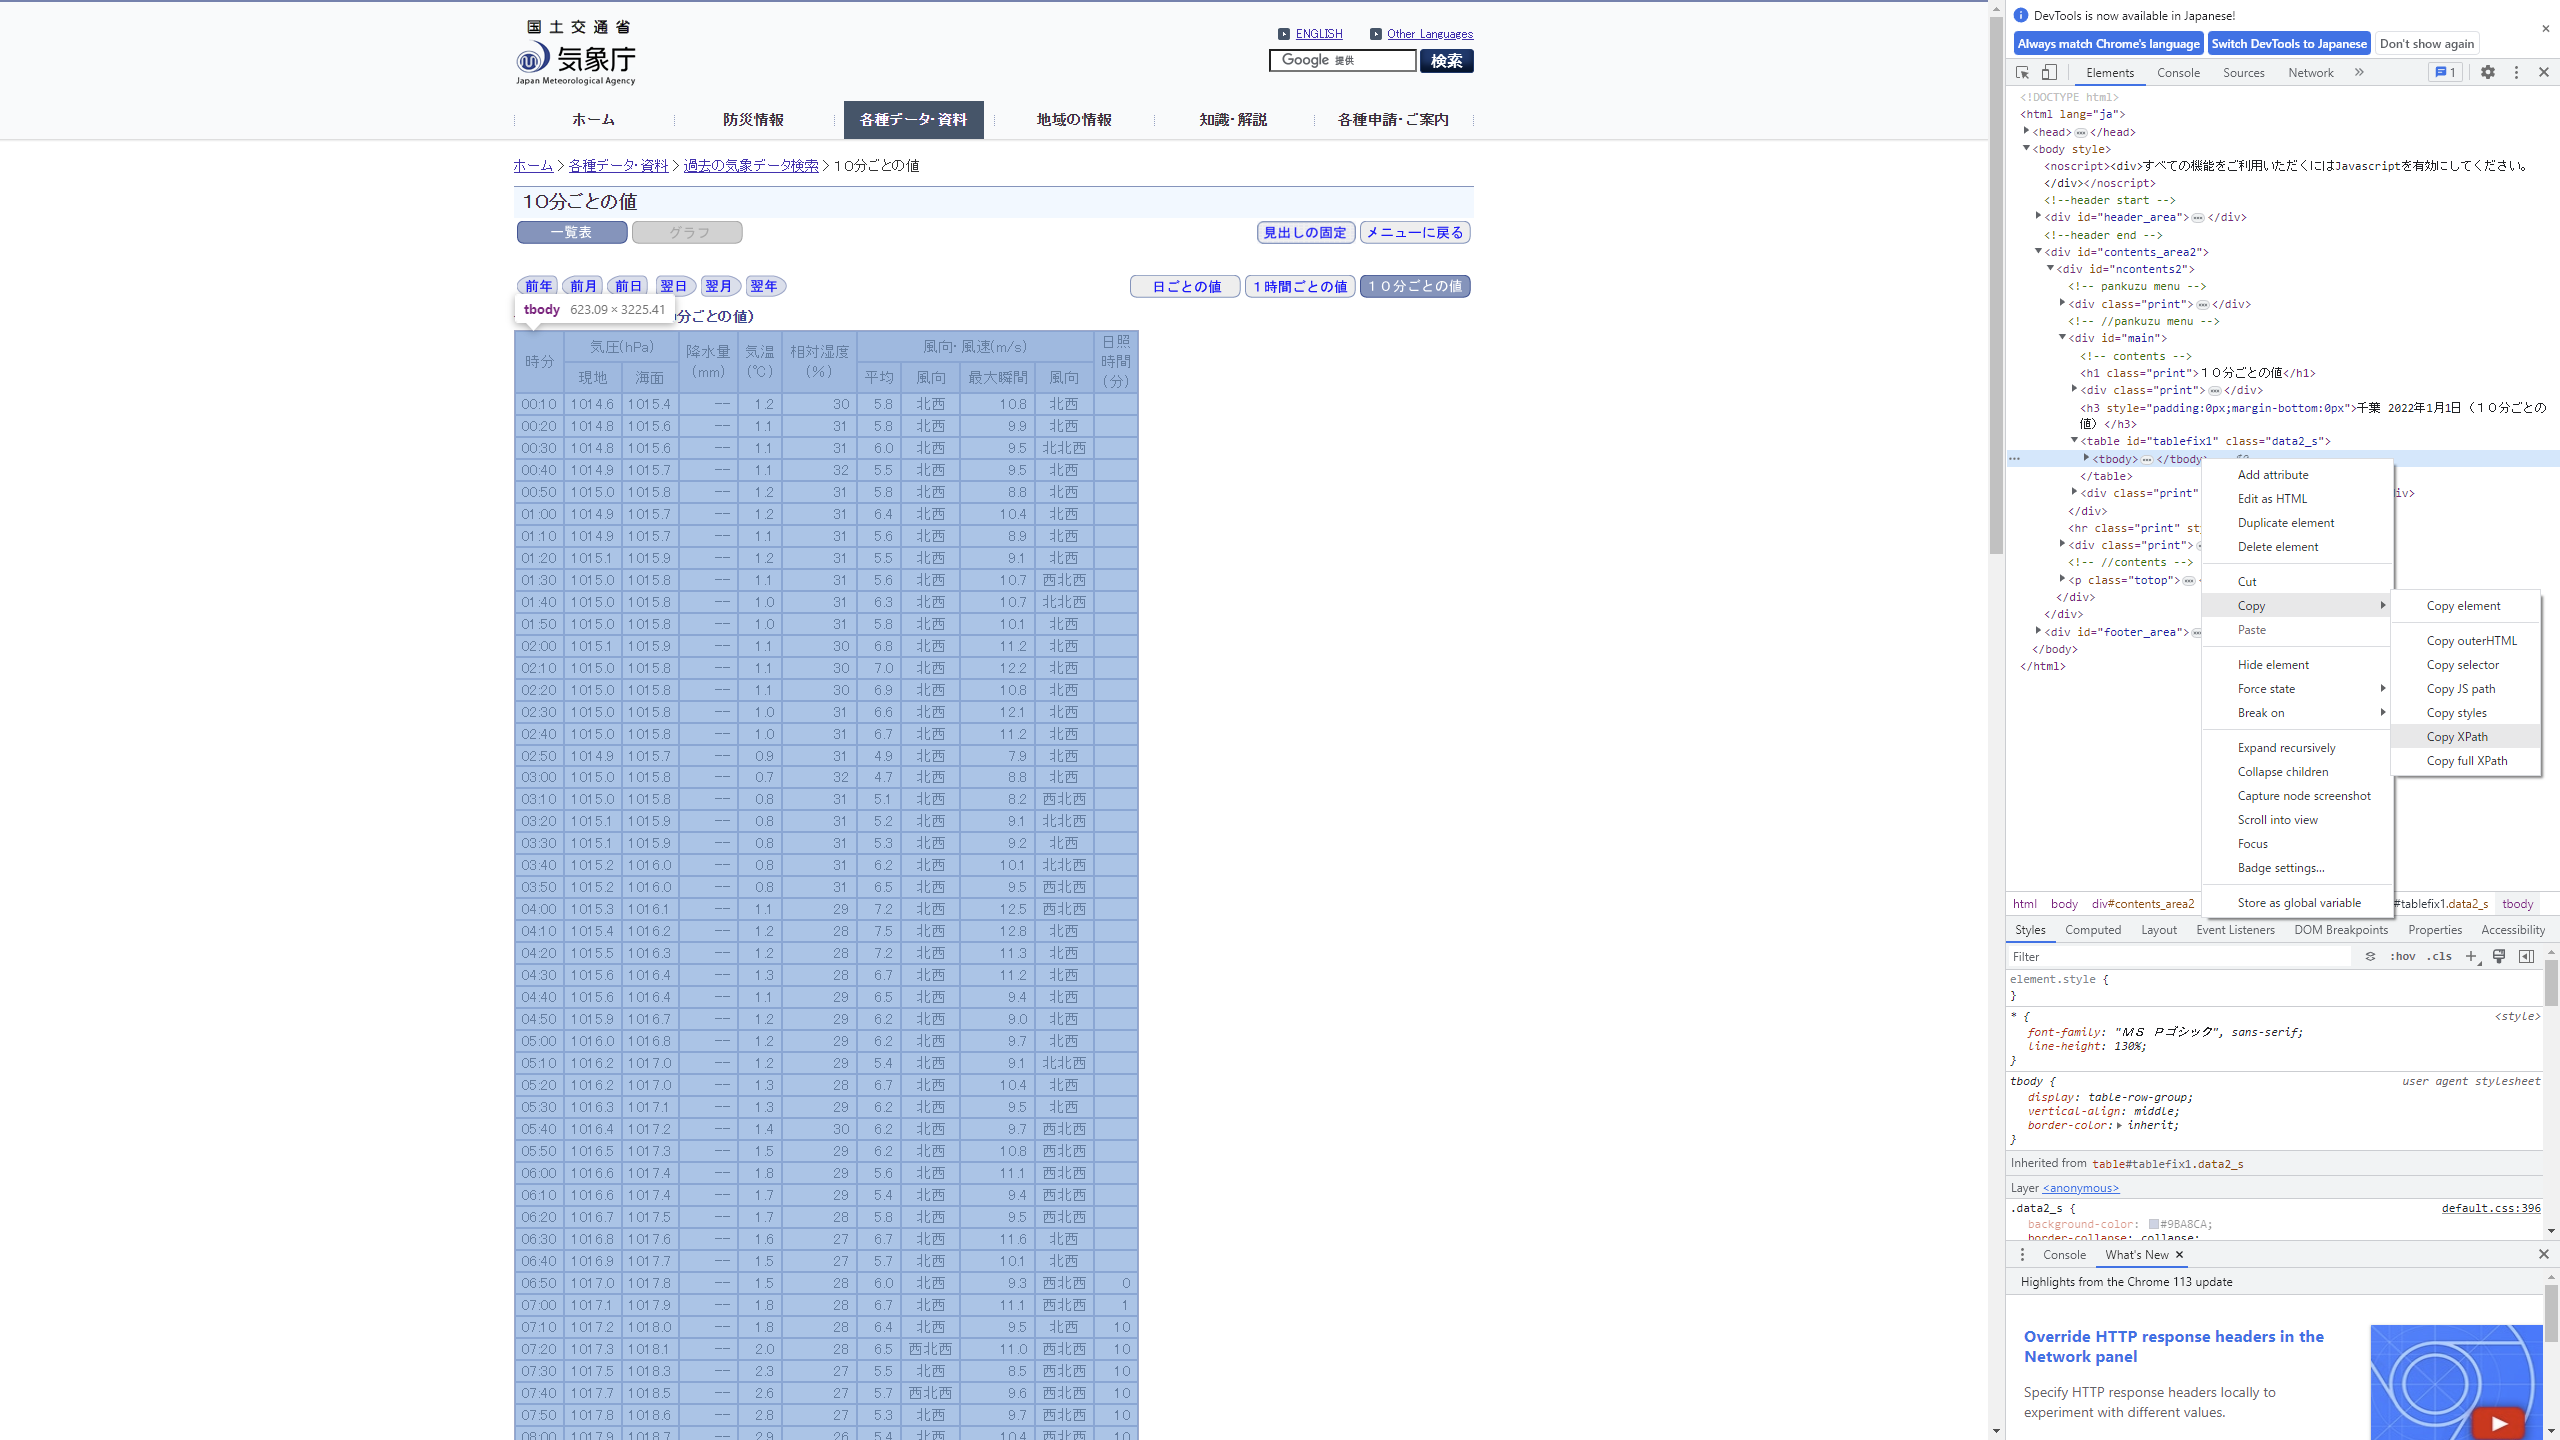 国土交通省
気象庁
Japan Meteorological Agency
ENGLISH Other Languages
Google 提供 検索
ホーム 防災情報 各種データ・資料 地域の情報 知識・解説 各種申請・ご案内
ホーム > 各種データ・資料 > 過去の気象データ検索 > 10分ごとの値
10分ごとの値
一覧表 グラフ 見出しの固定 メニューに戻る
前年 前月 前日 翌日 翌月 翌年 日ごとの値 1時間ごとの値 10分ごとの値
tbody 623.09 × 3225.41
分ごとの値)
時分 気圧(hPa) 降水量(mm) 気温(℃) 相対湿度(%) 風向・風速(m/s) 日照時間(分)
現地 海面 平均 風向 最大瞬間 風向
00:10 1014.6 1015.4 -- 1.2 30 5.8 北西 10.8 北西
00:20 1014.8 1015.6 -- 1.1 31 5.8 北西 9.9 北西
00:30 1014.8 1015.6 -- 1.1 31 6.0 北西 9.5 北北西
00:40 1014.9 1015.7 -- 1.1 32 5.5 北西 9.5 北西
00:50 1015.0 1015.8 -- 1.2 31 5.8 北西 8.8 北西
01:00 1014.9 1015.7 -- 1.2 31 6.4 北西 10.4 北西
01:10 1014.9 1015.7 -- 1.1 31 5.6 北西 8.9 北西
01:20 1015.1 1015.9 -- 1.2 31 5.5 北西 9.1 北西
01:30 1015.0 1015.8 -- 1.1 31 5.6 北西 10.7 西北西
01:40 1015.0 1015.8 -- 1.0 31 6.3 北西 10.7 北北西
01:50 1015.0 1015.8 -- 1.0 31 5.8 北西 10.1 北西
02:00 1015.1 1015.9 -- 1.1 30 6.8 北西 11.2 北西
02:10 1015.0 1015.8 -- 1.1 30 7.0 北西 12.2 北西
02:20 1015.0 1015.8 -- 1.1 30 6.9 北西 10.8 北西
02:30 1015.0 1015.8 -- 1.0 31 6.6 北西 12.1 北西
02:40 1015.0 1015.8 -- 1.0 31 6.7 北西 11.2 北西
02:50 1014.9 1015.7 -- 0.9 31 4.9 北西 7.9 北西
03:00 1015.0 1015.8 -- 0.7 32 4.7 北西 8.8 北西
03:10 1015.0 1015.8 -- 0.8 31 5.1 北西 8.2 西北西
03:20 1015.1 1015.9 -- 0.8 31 5.2 北西 9.1 北北西
03:30 1015.1 1015.9 -- 0.8 31 5.3 北西 9.2 北西
03:40 1015.2 1016.0 -- 0.8 31 6.2 北西 10.1 北北西
03:50 1015.2 1016.0 -- 0.8 31 6.5 北西 9.5 西北西
04:00 1015.3 1016.1 -- 1.1 29 7.2 北西 12.5 西北西
04:10 1015.4 1016.2 -- 1.2 28 7.5 北西 12.8 北西
04:20 1015.5 1016.3 -- 1.2 28 7.2 北西 11.3 北西
04:30 1015.6 1016.4 -- 1.3 28 6.7 北西 11.2 北西
04:40 1015.6 1016.4 -- 1.1 29 6.5 北西 9.4 北西
04:50 1015.9 1016.7 -- 1.2 29 6.2 北西 9.0 北西
05:00 1016.0 1016.8 -- 1.2 29 6.2 北西 9.7 北西
05:10 1016.2 1017.0 -- 1.2 29 5.4 北西 9.1 北北西
05:20 1016.2 1017.0 -- 1.3 28 6.7 北西 10.4 北西
05:30 1016.3 1017.1 -- 1.3 29 6.2 北西 9.5 北西
05:40 1016.4 1017.2 -- 1.4 30 6.2 北西 9.7 西北西
05:50 1016.5 1017.3 -- 1.5 29 6.2 北西 10.8 西北西
06:00 1016.6 1017.4 -- 1.8 29 5.6 北西 11.1 西北西
06:10 1016.6 1017.4 -- 1.7 29 5.4 北西 9.4 西北西
06:20 1016.7 1017.5 -- 1.7 28 5.8 北西 9.5 西北西
06:30 1016.8 1017.6 -- 1.6 27 6.7 北西 11.6 北西
06:40 1016.9 1017.7 -- 1.5 27 5.7 北西 10.1 北西
06:50 1017.0 1017.8 -- 1.5 28 6.0 北西 9.3 西北西 0
07:00 1017.1 1017.9 -- 1.8 28 6.7 北西 11.1 西北西 1
07:10 1017.2 1018.0 -- 1.8 28 6.4 北西 9.5 北西 10
07:20 1017.3 1018.1 -- 2.0 28 6.5 西北西 11.0 西北西 10
07:30 1017.5 1018.3 -- 2.3 27 5.5 北西 8.5 西北西 10
07:40 1017.7 1018.5 -- 2.6 27 5.7 西北西 9.6 西北西 10
07:50 1017.8 1018.6 -- 2.8 27 5.3 北西 9.7 西北西 10
08:00 1017.9 1018.7 -- 2.9 26 5.4 北西 10.4 西北西 10
DevTools is now available in Japanese!
Always match Chrome's language Switch DevTools to Japanese Don't show again
Elements Console Sources Network 1
<!DOCTYPE html>
<html lang="ja">
<head>…</head>
<body style>
<noscript><div>すべての機能をご利用いただくにはJavascriptを有効にしてください。
</div></noscript>
<!--header start -->
<div id="header_area">…</div>
<!--header end -->
<div id="contents_area2">
<div id="ncontents2">
<!-- pankuzu menu -->
<div class="print">…</div>
<!-- //pankuzu menu -->
<div id="main">
<!-- contents -->
<h1 class="print">１０分ごとの値</h1>
<div class="print">…</div>
<h3 style="padding:0px;margin-bottom:0px">千葉 2022年1月1日（１０分ごとの
値）</h3>
<table id="tablefix1" class="data2_s">
<tbody>…</tbody>
</table>
<div class="print" iv>
</div>
<hr class="print" st
<div class="print">
<!-- //contents -->
<p class="totop">…
</div>
</div>
<div id="footer_area">…
</body>
</html>
Add attribute
Edit as HTML
Duplicate element
Delete element
Cut
Copy
Paste
Hide element
Force state
Break on
Expand recursively
Collapse children
Capture node screenshot
Scroll into view
Focus
Badge settings...
Store as global variable
Copy element
Copy outerHTML
Copy selector
Copy JS path
Copy styles
Copy XPath
Copy full XPath
html body div#contents_area2 #tablefix1.data2_s tbody
Styles Computed Layout Event Listeners DOM Breakpoints Properties Accessibility
Filter :hov .cls
element.style {
}
* { <style>
font-family: "ＭＳ Ｐゴシック", sans-serif;
line-height: 130%;
}
tbody { user agent stylesheet
display: table-row-group;
vertical-align: middle;
border-color: inherit;
}
Inherited from table#tablefix1.data2_s
Layer <anonymous>
.data2_s { default.css:396
background-color: #9BA8CA;
border-collapse: collapse;
Console What's New
Highlights from the Chrome 113 update
Override HTTP response headers in the
Network panel
Specify HTTP response headers locally to
experiment with different values.